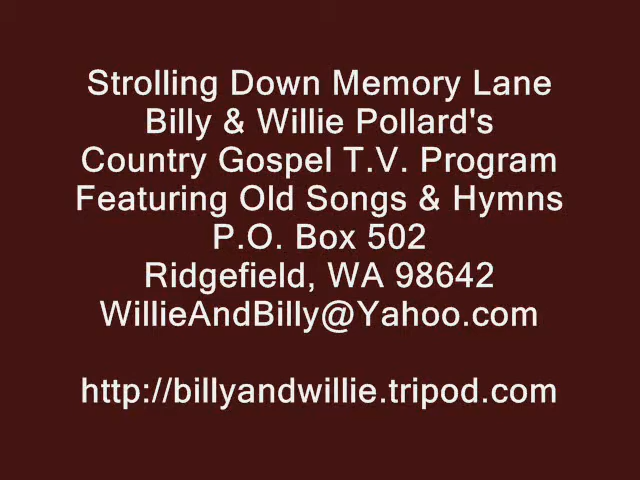 Strolling Down Memory Lane
Billy & Willie Pollard's
Country Gospel T.V. Program
Featuring Old Songs & Hymns
P.O. Box 502
Ridgefield, WA 98642
WillieAndBilly@Yahoo.com
http://billyandwillie.tripod.com